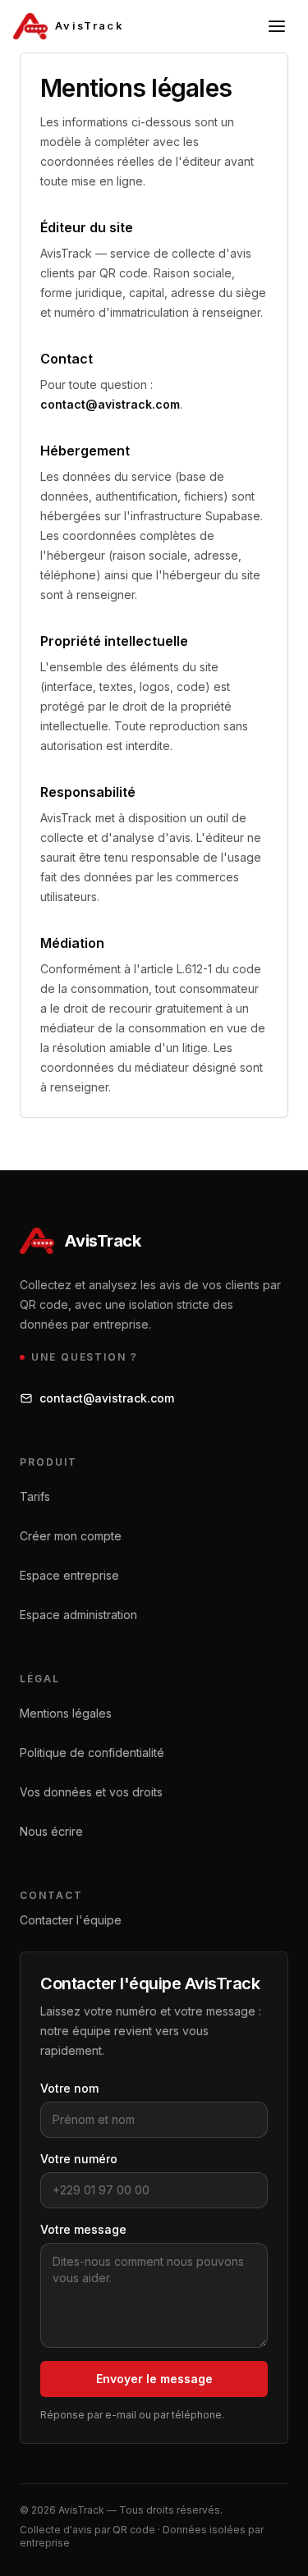 AvisTrack
Mentions légales
Les informations ci-dessous sont un
modèle à compléter avec les
coordonnées réelles de l'éditeur avant
toute mise en ligne.
Éditeur du site
AvisTrack — service de collecte d'avis
clients par QR code. Raison sociale,
forme juridique, capital, adresse du siège
et numéro d'immatriculation à renseigner.
Contact
Pour toute question :
contact@avistrack.com.
Hébergement
Les données du service (base de
données, authentification, fichiers) sont
hébergées sur l'infrastructure Supabase.
Les coordonnées complètes de
l'hébergeur (raison sociale, adresse,
téléphone) ainsi que l'hébergeur du site
sont à renseigner.
Propriété intellectuelle
L'ensemble des éléments du site
(interface, textes, logos, code) est
protégé par le droit de la propriété
intellectuelle. Toute reproduction sans
autorisation est interdite.
Responsabilité
AvisTrack met à disposition un outil de
collecte et d'analyse d'avis. L'éditeur ne
saurait être tenu responsable de l'usage
fait des données par les commerces
utilisateurs.
Médiation
Conformément à l'article L.612-1 du code
de la consommation, tout consommateur
a le droit de recourir gratuitement à un
médiateur de la consommation en vue de
la résolution amiable d'un litige. Les
coordonnées du médiateur désigné sont
à renseigner.
AvisTrack
Collectez et analysez les avis de vos clients par
QR code, avec une isolation stricte des
données par entreprise.
UNE QUESTION ?
contact@avistrack.com
PRODUIT
Tarifs
Créer mon compte
Espace entreprise
Espace administration
LÉGAL
Mentions légales
Politique de confidentialité
Vos données et vos droits
Nous écrire
CONTACT
Contacter l'équipe
Contacter l'équipe AvisTrack
Laissez votre numéro et votre message :
notre équipe revient vers vous
rapidement.
Votre nom
Prénom et nom
Votre numéro
+229 01 97 00 00
Votre message
Dites-nous comment nous pouvons
vous aider.
Envoyer le message
Réponse par e-mail ou par téléphone.
© 2026 AvisTrack — Tous droits réservés.
Collecte d'avis par QR code · Données isolées par
entreprise